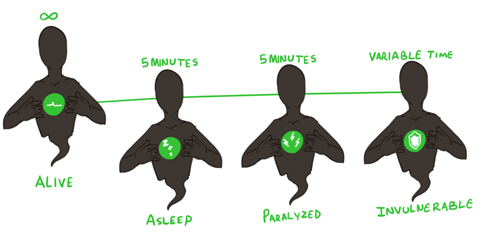 ∞
5 MINUTES
5 MINUTES
VARIABLE TIME
ALIVE
ASLEEP
PARALYZED
INVULNERABLE